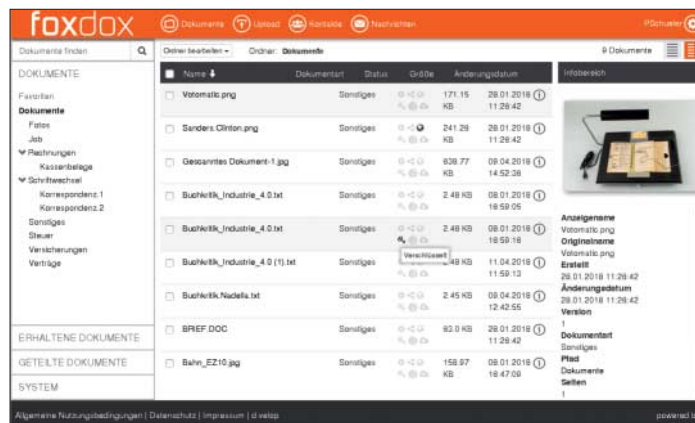 foxdox
Dokumente Upload Kontakte Nachrichten PSchuster
Dokumente finden
Ordner bearbeiten Ordner: Dokumente 9 Dokumente
DOKUMENTE
Favoriten
Dokumente
Fotos
Job
Rechnungen
Kassenbelege
Schriftwechsel
Korrespondenz.1
Korrespondenz.2
Sonstiges
Steuer
Versicherungen
Verträge
ERHALTENE DOKUMENTE
GETEILTE DOKUMENTE
SYSTEM
Name Dokumentart Status Größe Änderungsdatum
Votomatic.png Sonstiges 171.15 KB 28.01.2018 11:26:42
Sanders.Clinton.png Sonstiges 241.29 KB 28.01.2018 11:26:42
Gescanntes Dokument-1.jpg Sonstiges 638.77 KB 09.04.2018 14:52:38
Buchkritik_Industrie_4.0.txt Sonstiges 2.48 KB 08.01.2018 18:59:05
Buchkritik_Industrie_4.0.txt Sonstiges 2.48 KB 08.01.2018 18:59:16
Verschlüsselt
Buchkritik_Industrie_4.0 (1).txt Sonstiges KB 11.04.2018 11:59:13
Buchkritik.Nadella.txt Sonstiges 2.45 KB 09.04.2018 12:42:55
BRIEF.DOC Sonstiges 93.0 KB 28.01.2018 11:26:42
Bahn_EZ10.jpg Sonstiges 158.97 KB 09.01.2018 16:47:09
Infobereich
Anzeigename
Votomatic.png
Originalname
Votomatic.png
Erstellt
28.01.2018 11:26:42
Änderungsdatum
28.01.2018 11:26:42
Version
1
Dokumentart
Sonstiges
Pfad
Dokumente
Seiten
1
Allgemeine Nutzungsbedingungen | Datenschutz | Impressum | d.velop powered